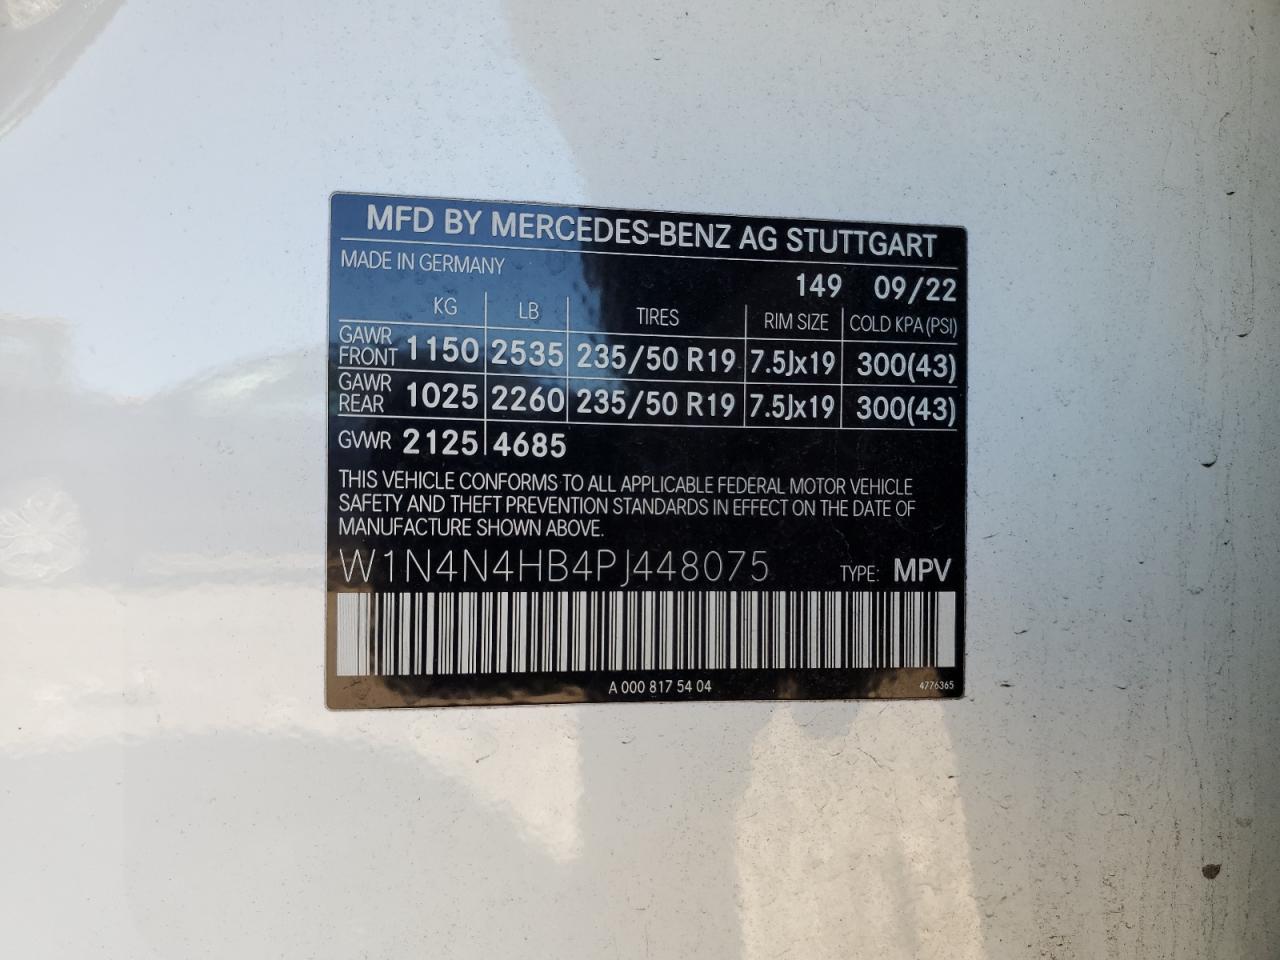 MFD BY MERCEDES-BENZ AG STUTTGART
MADE IN GERMANY
149 09/22
KG LB TIRES RIM SIZE COLD KPA (PSI)
GAWR FRONT 1150 2535 235/50 R19 7.5Jx19 300(43)
GAWR REAR 1025 2260 235/50 R19 7.5Jx19 300(43)
GVWR 2125 4685
THIS VEHICLE CONFORMS TO ALL APPLICABLE FEDERAL MOTOR VEHICLE
SAFETY AND THEFT PREVENTION STANDARDS IN EFFECT ON THE DATE OF
MANUFACTURE SHOWN ABOVE.
W1N4N4HB4PJ448075 TYPE: MPV
A 000 817 54 04 4776365